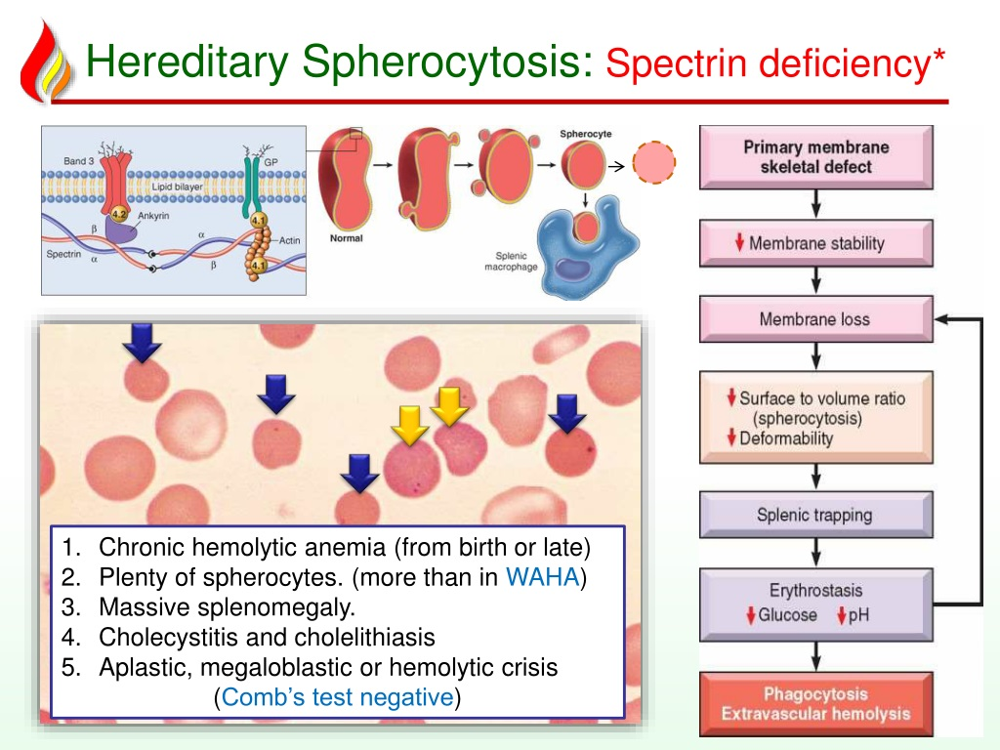 Hereditary Spherocytosis: Spectrin deficiency*
Band 3
GP
Lipid bilayer
4.2
Ankyrin
4.1
β
α
Actin
Spectrin
α
β
4.1
Normal
Spherocyte
Splenic
macrophage
1. Chronic hemolytic anemia (from birth or late)
2. Plenty of spherocytes. (more than in WAHA)
3. Massive splenomegaly.
4. Cholecystitis and cholelithiasis
5. Aplastic, megaloblastic or hemolytic crisis
(Comb's test negative)
Primary membrane
skeletal defect
Membrane stability
Membrane loss
Surface to volume ratio
(spherocytosis)
Deformability
Splenic trapping
Erythrostasis
Glucose pH
Phagocytosis
Extravascular hemolysis